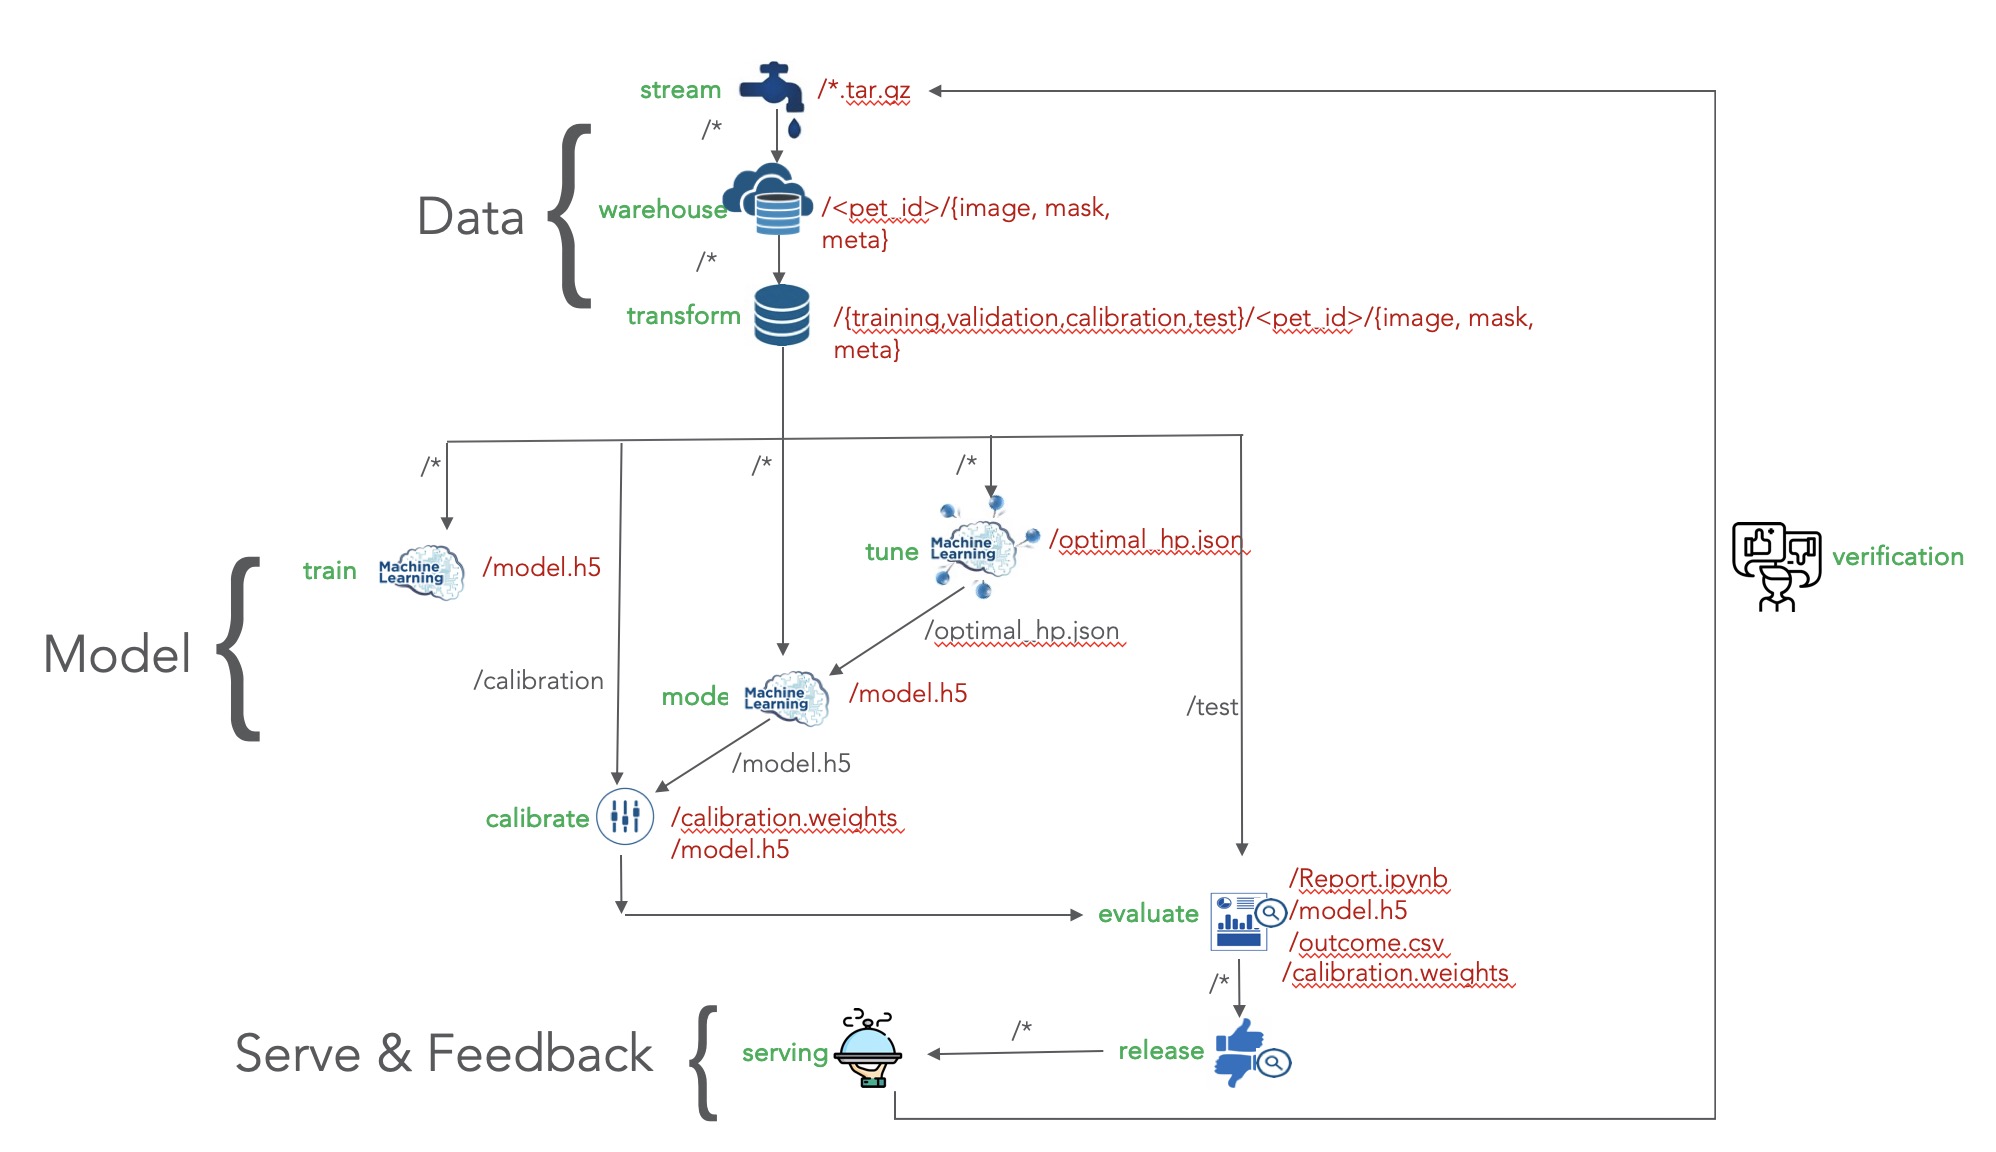 stream
/*.tar.gz
/*
Data
warehouse
/<pet_id>/{image, mask,
meta}
/*
transform
/{training,validation,calibration,test}/<pet_id>/{image, mask,
meta}
/*
/*
/*
train
Machine
Learning
/model.h5
tune
Machine
Learning
/optimal_hp.json
verification
Model
/optimal_hp.json
/calibration
mode
Machine
Learning
/model.h5
/test
/model.h5
calibrate
/calibration.weights
/model.h5
evaluate
/Report.ipynb
/model.h5
/outcome.csv
/calibration.weights
/*
Serve & Feedback
serving
/*
release